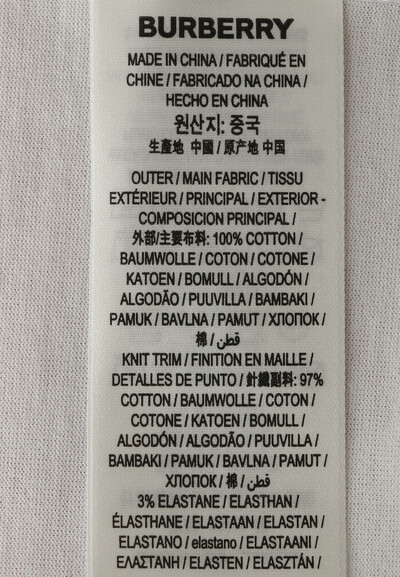 BURBERRY
MADE IN CHINA / FABRIQUÉ EN
CHINE / FABRICADO NA CHINA /
HECHO EN CHINA
원산지: 중국
生產地 中國 / 原产地 中国
OUTER / MAIN FABRIC / TISSU
EXTÉRIEUR / PRINCIPAL / EXTERIOR -
COMPOSICION PRINCIPAL /
外部/主要布料: 100% COTTON /
BAUMWOLLE / COTON / COTONE /
KATOEN / BOMULL / ALGODÓN /
ALGODÃO / PUUVILLA / BAMBAKI /
PAMUK / BAVLNA / PAMUT / ХЛОПОК /
棉 / قطن /
KNIT TRIM / FINITION EN MAILLE /
DETALLES DE PUNTO / 針織副料: 97%
COTTON / BAUMWOLLE / COTON /
COTONE / KATOEN / BOMULL /
ALGODÓN / ALGODÃO / PUUVILLA /
BAMBAKI / PAMUK / BAVLNA / PAMUT /
ХЛОПОК / 棉 / قطن /
3% ELASTANE / ELASTHAN /
ÉLASTHANE / ELASTAAN / ELASTAN /
ELASTANO / elastano / ELASTAANI /
ΕΛΑΣΤΑΝΗ / ELASTEN / ELASZTÁN /